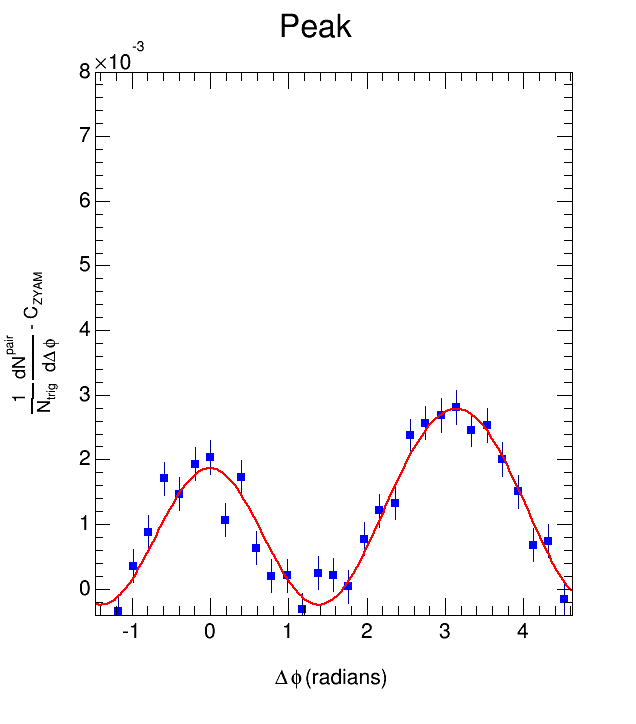 Peak
8 ×10⁻³
7
6
5
4
3
2
1
0
-1 0 1 2 3 4
Δϕ (radians)
1 dN^pair - C_ZYAM
N_trig dΔϕ